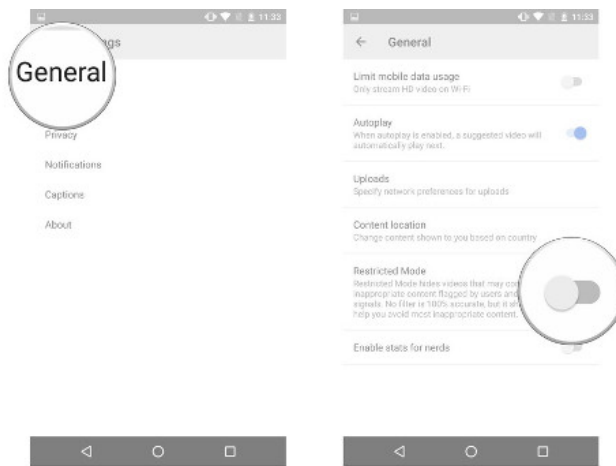 11:33
ngs
General
Privacy
Notifications
Captions
About
11:33
General
Limit mobile data usage
Only stream HD video on Wi-Fi
Autoplay
When autoplay is enabled, a suggested video will
automatically play next.
Uploads
Specify network preferences for uploads
Content location
Change content shown to you based on country
Restricted Mode
Restricted Mode hides videos that may con
inappropriate content flagged by users and
signals. No filter is 100% accurate, but it sh
help you avoid most inappropriate content.
Enable stats for nerds